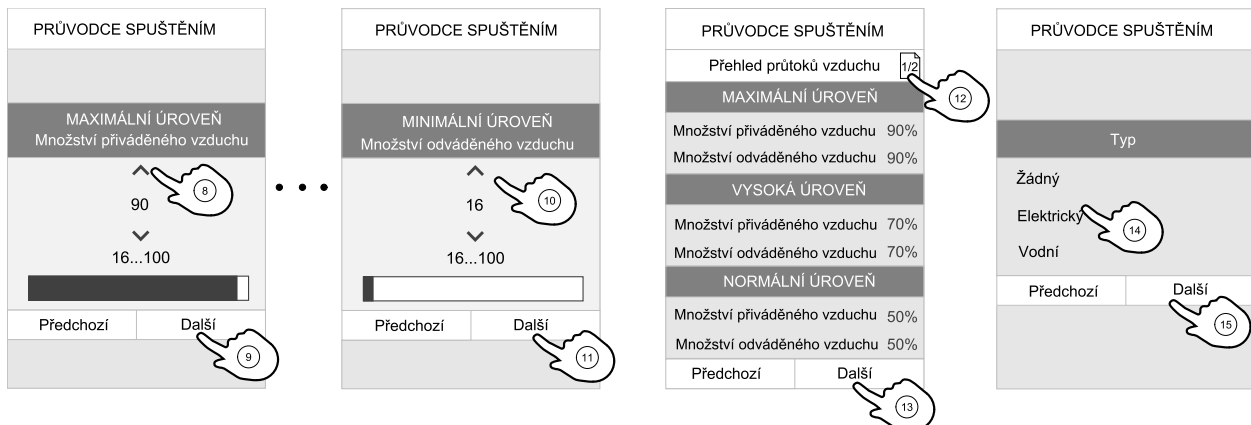 PRŮVODCE SPUŠTĚNÍM
MAXIMÁLNÍ ÚROVEŇ
Množství přiváděného vzduchu
8
90
16...100
Předchozí Další
9
PRŮVODCE SPUŠTĚNÍM
MINIMÁLNÍ ÚROVEŇ
Množství odváděného vzduchu
10
16
16...100
Předchozí Další
11
PRŮVODCE SPUŠTĚNÍM
Přehled průtoků vzduchu 1/2
12
MAXIMÁLNÍ ÚROVEŇ
Množství přiváděného vzduchu 90%
Množství odváděného vzduchu 90%
VYSOKÁ ÚROVEŇ
Množství přiváděného vzduchu 70%
Množství odváděného vzduchu 70%
NORMÁLNÍ ÚROVEŇ
Množství přiváděného vzduchu 50%
Množství odváděného vzduchu 50%
Předchozí Další
13
PRŮVODCE SPUŠTĚNÍM
Typ
Žádný
Elektrický
14
Vodní
Předchozí Další
15